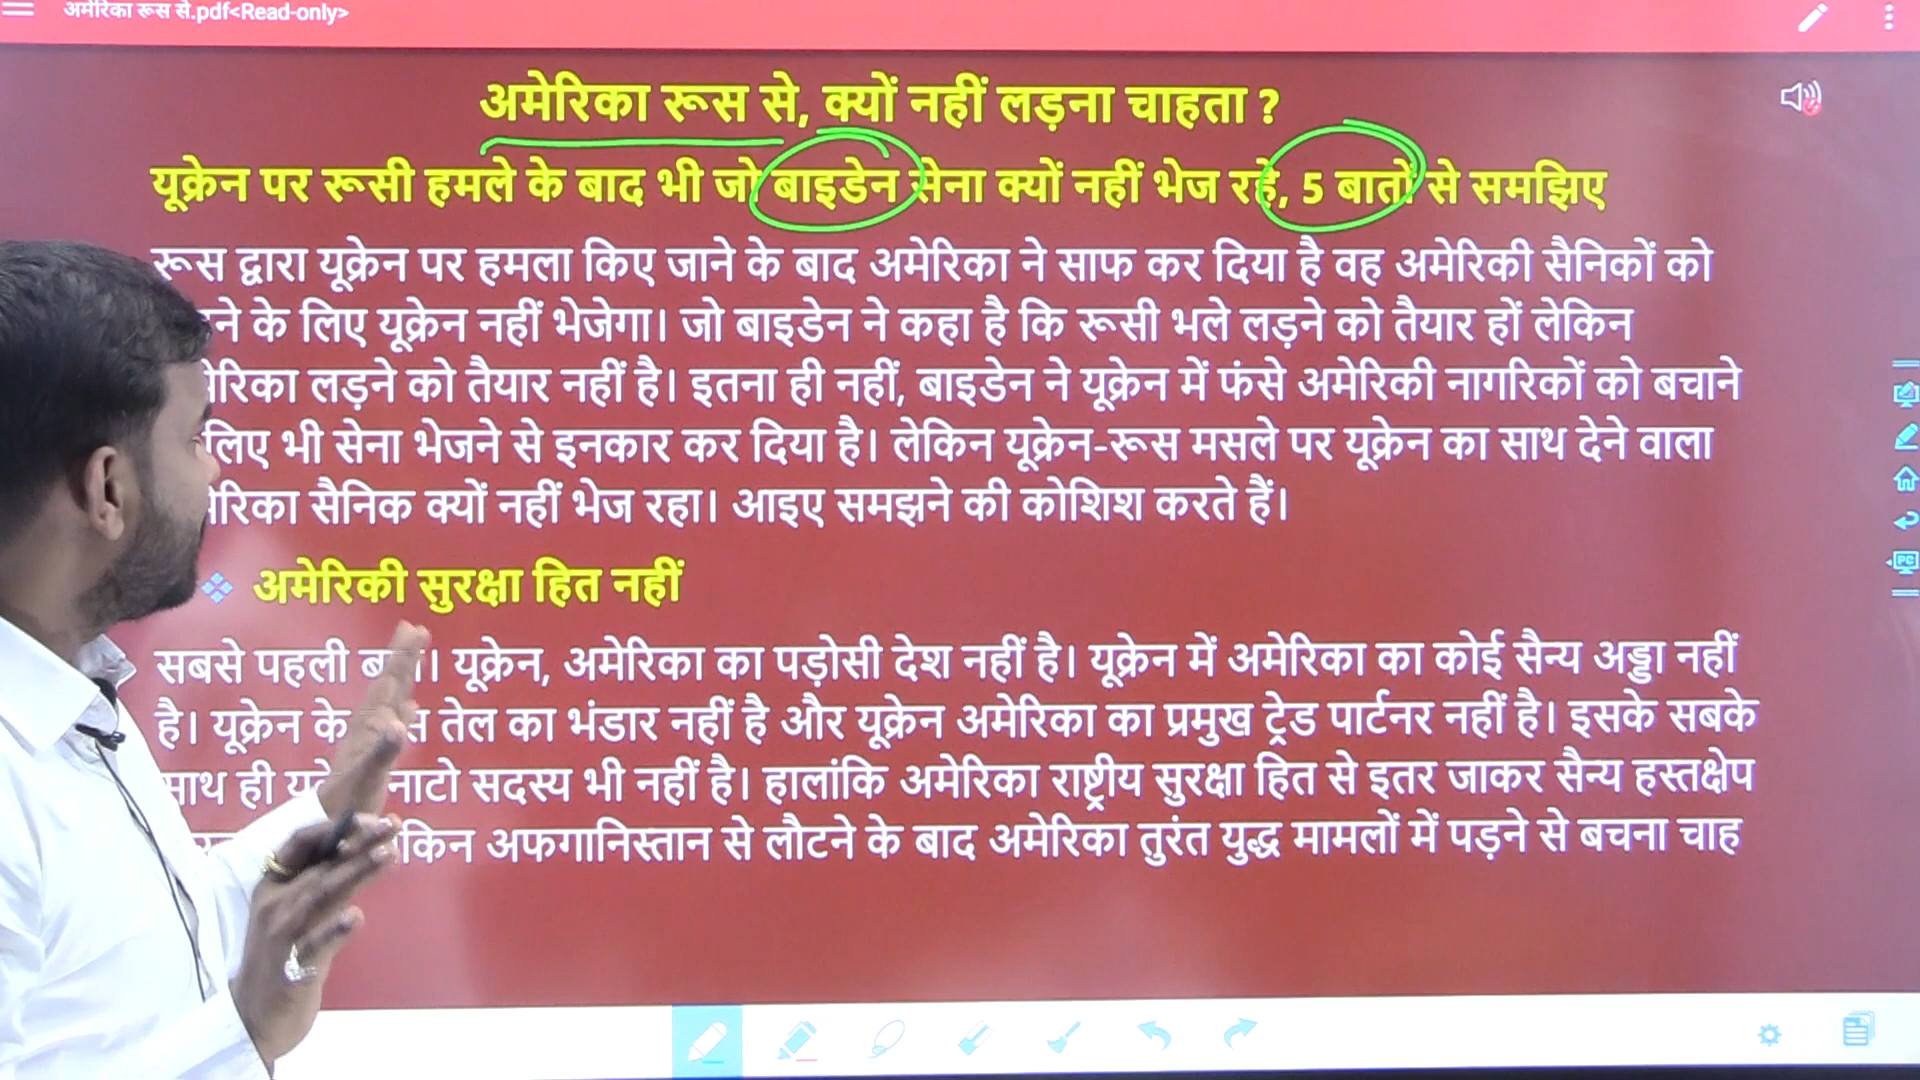 अमेरिका रूस से.pdf<Read-only>
अमेरिका रूस से, क्यों नहीं लड़ना चाहता ?
यूक्रेन पर रूसी हमले के बाद भी जो बाइडेन सेना क्यों नहीं भेज रहे, 5 बातों से समझिए
रूस द्वारा यूक्रेन पर हमला किए जाने के बाद अमेरिका ने साफ कर दिया है वह अमेरिकी सैनिकों को
के लिए यूक्रेन नहीं भेजेगा। जो बाइडेन ने कहा है कि रूसी भले लड़ने को तैयार हों लेकिन
लड़ने को तैयार नहीं है। इतना ही नहीं, बाइडेन ने यूक्रेन में फंसे अमेरिकी नागरिकों को बचाने
लिए भी सेना भेजने से इनकार कर दिया है। लेकिन यूक्रेन-रूस मसले पर यूक्रेन का साथ देने वाला
सैनिक क्यों नहीं भेज रहा। आइए समझने की कोशिश करते हैं।
अमेरिकी सुरक्षा हित नहीं
सबसे पहली यूक्रेन, अमेरिका का पड़ोसी देश नहीं है। यूक्रेन में अमेरिका का कोई सैन्य अड्डा नहीं
है। यूक्रेन के तेल का भंडार नहीं है और यूक्रेन अमेरिका का प्रमुख ट्रेड पार्टनर नहीं है। इसके सबके
साथ ही नाटो सदस्य भी नहीं है। हालांकि अमेरिका राष्ट्रीय सुरक्षा हित से इतर जाकर सैन्य हस्तक्षेप
अफगानिस्तान से लौटने के बाद अमेरिका तुरंत युद्ध मामलों में पड़ने से बचना चाह
PC